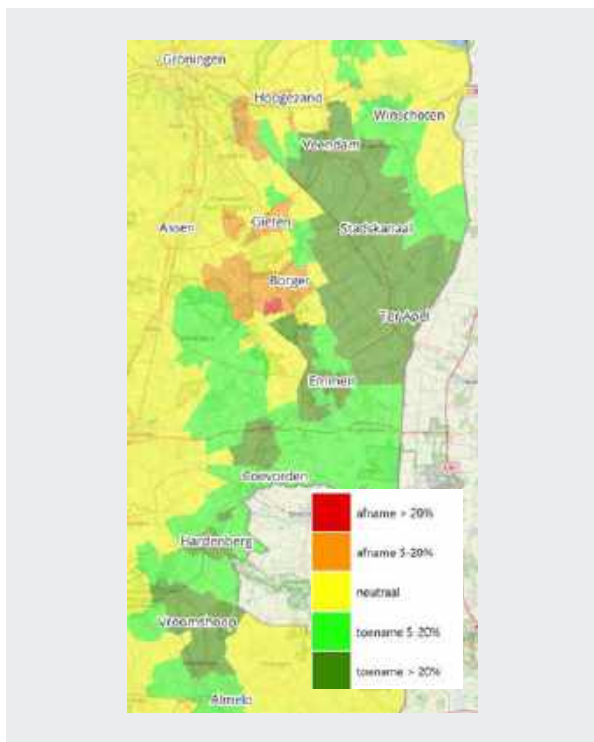 Groningen
Hoogezand
Winschoten
Veendam
Assen
Gieten
Stadskanaal
Borger
Ter Apel
Emmen
Coevorden
Hardenberg
Vroomshoop
Almelo
afname > 20%
afname 5-20%
neutraal
toename 5-20%
toename > 20%